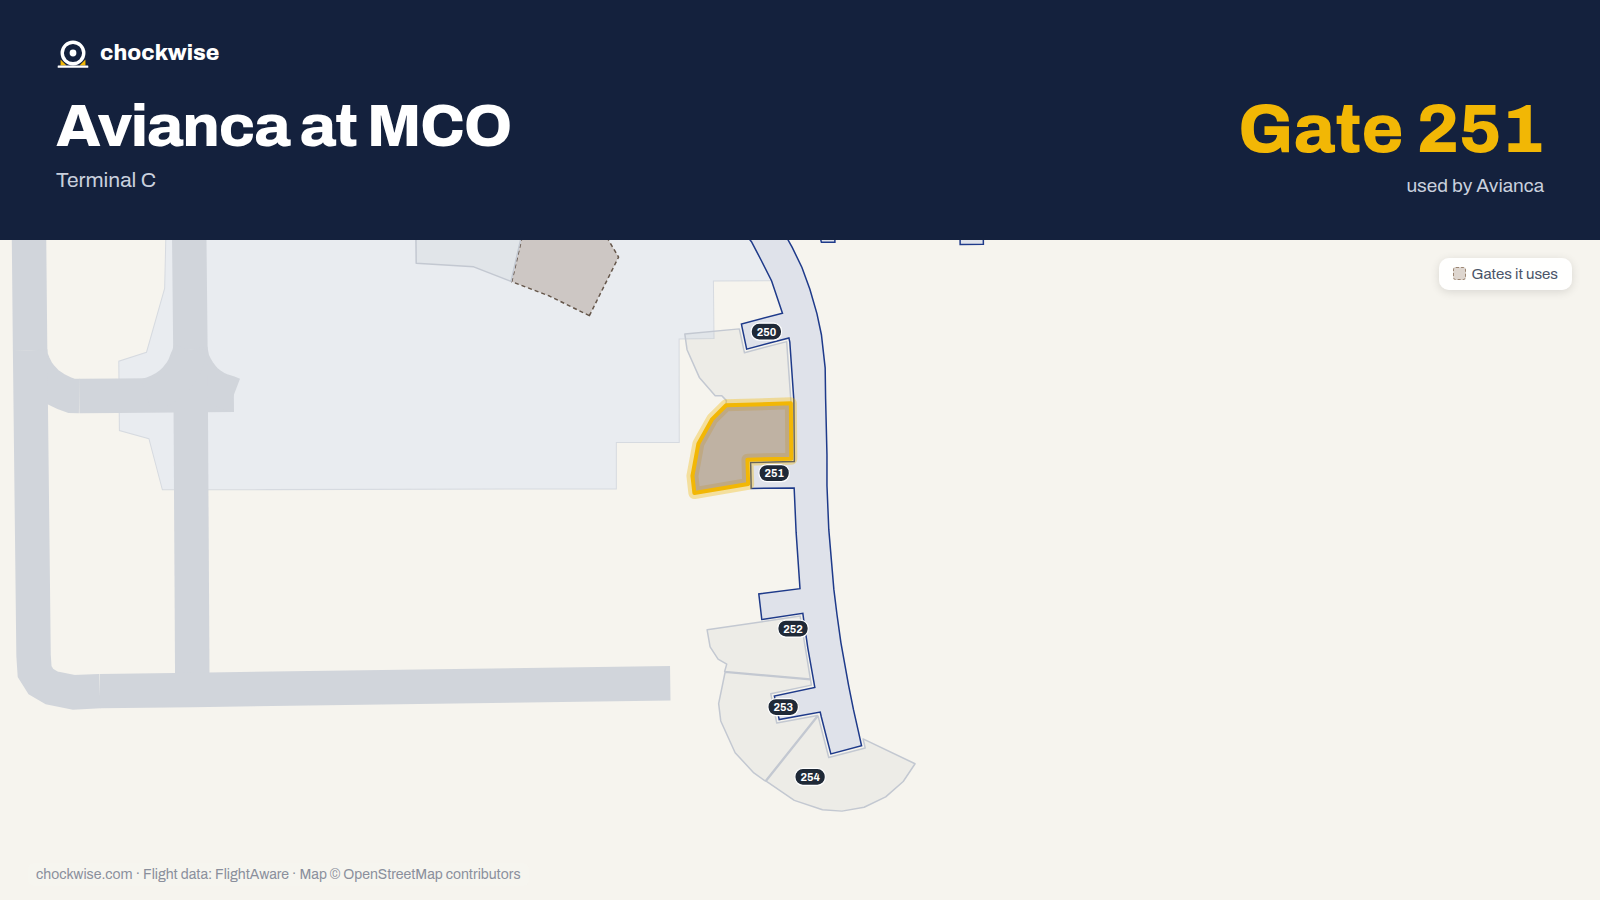 chockwise
Avianca at MCO
Terminal C
Gate 251
used by Avianca
Gates it uses
250
251
252
253
254
chockwise.com · Flight data: FlightAware · Map © OpenStreetMap contributors